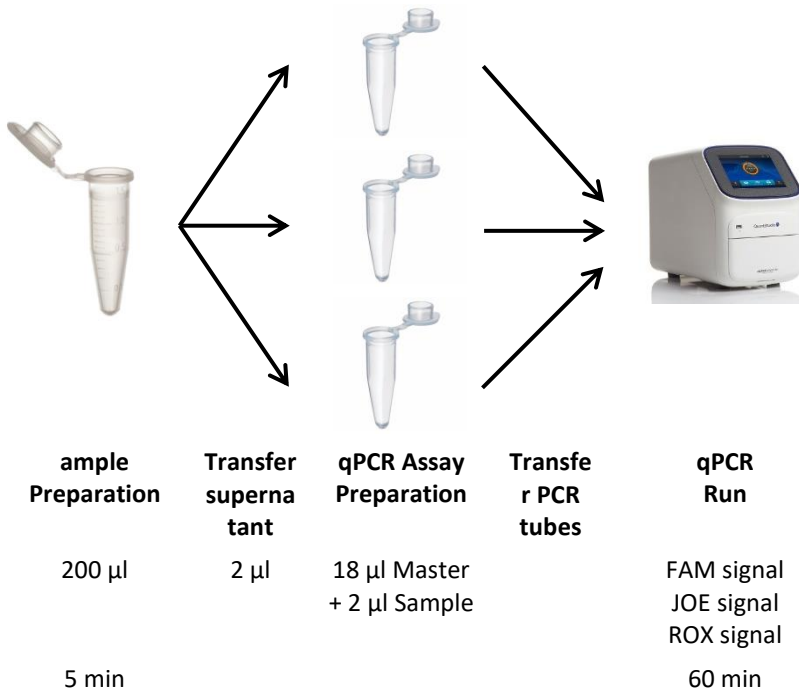 ample
Preparation
Transfer
superna
tant
qPCR Assay
Preparation
Transfe
r PCR
tubes
qPCR
Run
200 µl
2 µl
18 µl Master
+ 2 µl Sample
FAM signal
JOE signal
ROX signal
5 min
60 min